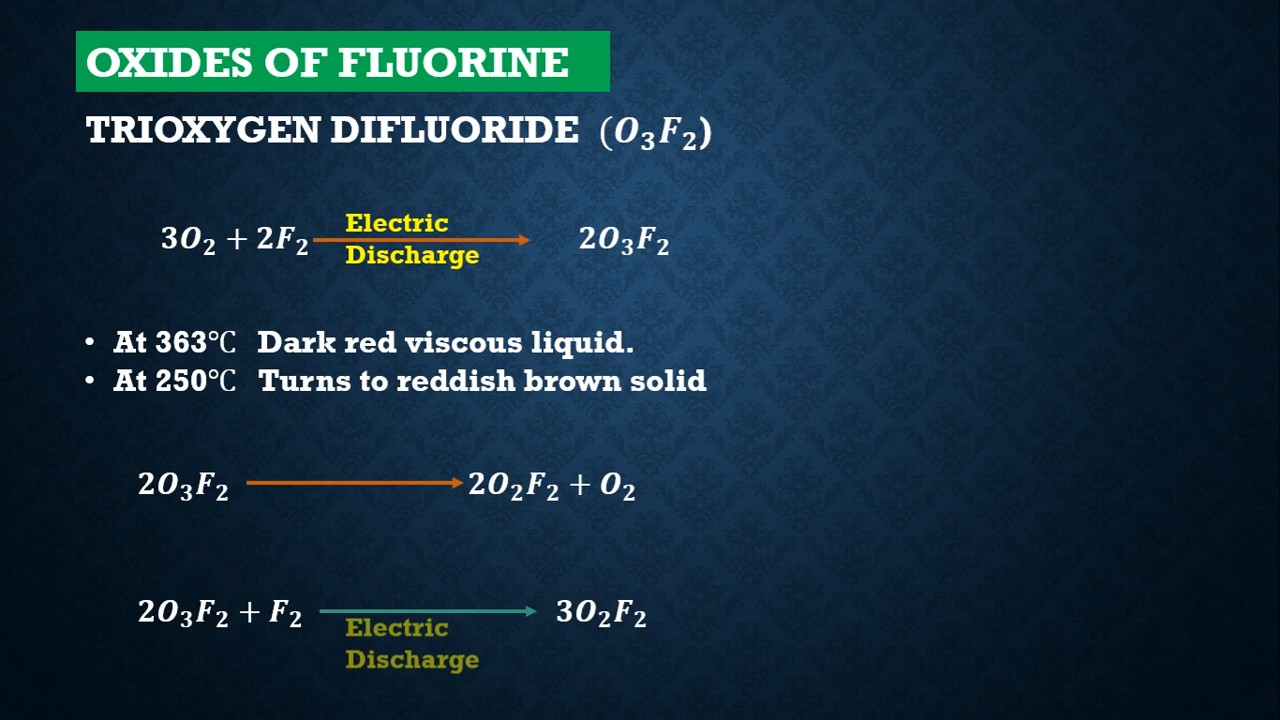 OXIDES OF FLUORINE
TRIOXYGEN DIFLUORIDE (O₃F₂)
Electric
3O₂ + 2F₂ → 2O₃F₂
Discharge
• At 363℃ Dark red viscous liquid.
• At 250℃ Turns to reddish brown solid
2O₃F₂ → 2O₂F₂ + O₂
2O₃F₂ + F₂ → 3O₂F₂
Electric
Discharge